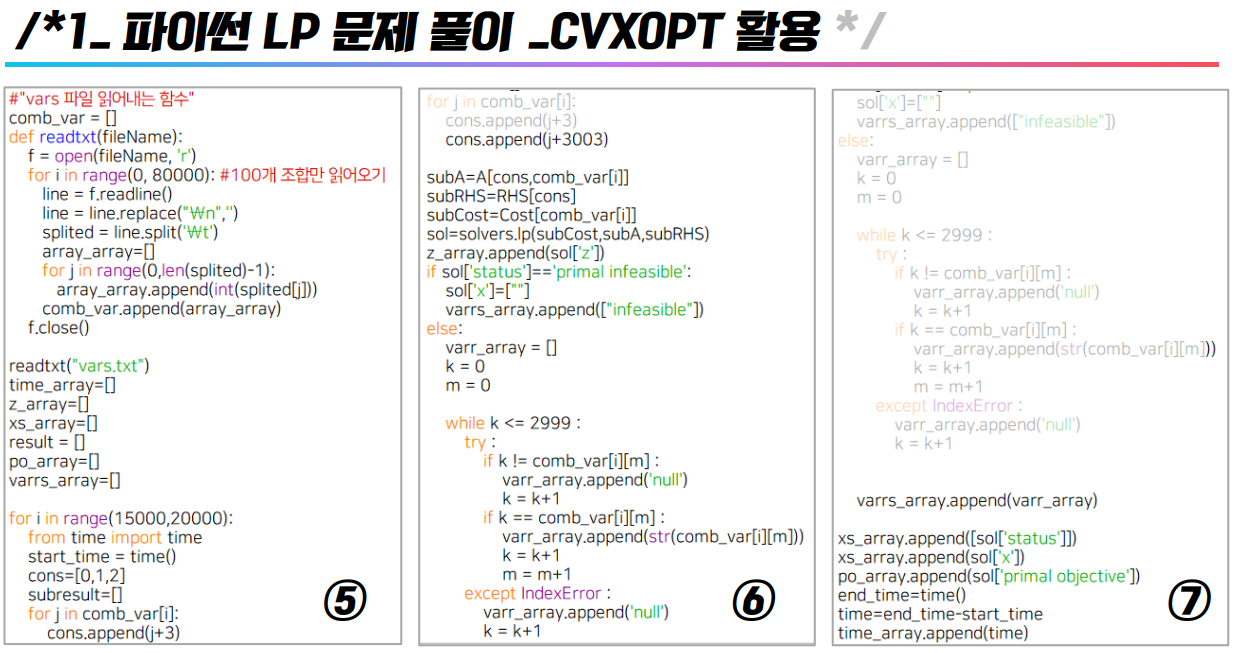 /*1_ 파이썬 LP 문제 풀이 _CVXOPT 활용 */
#"vars 파일 읽어내는 함수"
comb_var = []
def readtxt(fileName):
f = open(fileName, 'r')
for i in range(0, 80000): #100개 조합만 읽어오기
line = f.readline()
line = line.replace("₩n",'')
splited = line.split('₩t')
array_array=[]
for j in range(0,len(splited)-1):
array_array.append(int(splited[j]))
comb_var.append(array_array)
f.close()
readtxt("vars.txt")
time_array=[]
z_array=[]
xs_array=[]
result = []
po_array=[]
varrs_array=[]
for i in range(15000,20000):
from time import time
start_time = time()
cons=[0,1,2]
subresult=[]
for j in comb_var[i]:
cons.append(j+3)
⑤
for j in comb_var[i]:
cons.append(j+3)
cons.append(j+3003)
subA=A[cons,comb_var[i]]
subRHS=RHS[cons]
subCost=Cost[comb_var[i]]
sol=solvers.lp(subCost,subA,subRHS)
z_array.append(sol['z'])
if sol['status']=='primal infeasible':
sol['x']=[""]
varrs_array.append(["infeasible"])
else:
varr_array = []
k = 0
m = 0
while k <= 2999 :
try :
if k != comb_var[i][m] :
varr_array.append('null')
k = k+1
if k == comb_var[i][m] :
varr_array.append(str(comb_var[i][m]))
k = k+1
m = m+1
except IndexError :
varr_array.append('null')
k = k+1
⑥
sol['x']=[""]
varrs_array.append(["infeasible"])
else:
varr_array = []
k = 0
m = 0
while k <= 2999 :
try :
if k != comb_var[i][m] :
varr_array.append('null')
k = k+1
if k == comb_var[i][m] :
varr_array.append(str(comb_var[i][m]))
k = k+1
m = m+1
except IndexError :
varr_array.append('null')
k = k+1
varrs_array.append(varr_array)
xs_array.append([sol['status']])
xs_array.append(sol['x'])
po_array.append(sol['primal objective'])
end_time=time()
time=end_time-start_time
time_array.append(time)
⑦